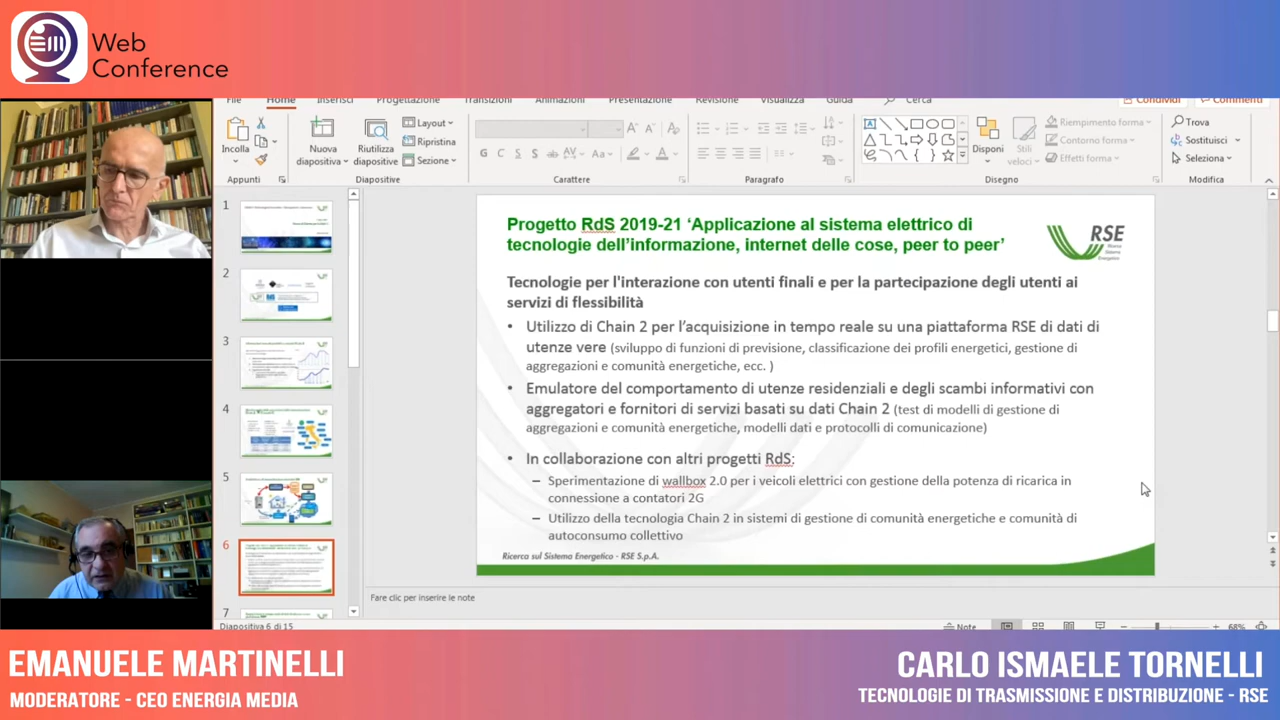 Web
Conference
File
Home
Inserisci
Progettazione
Transizioni
Animazioni
Presentazione
Revisione
Visualizza
Guida
Cerca
Condividi
Commenti
Incolla
Nuova
diapositiva
Riutilizza
diapositive
Layout
Ripristina
Sezione
Disponi
Stili
veloci
Riempimento forma
Contorno forma
Effetti forma
Trova
Sostituisci
Seleziona
Appunti
Diapositive
Carattere
Paragrafo
Disegno
Modifica
1
2
3
4
5
6
7
Progetto RdS 2019-21 ‘Applicazione al sistema elettrico di
tecnologie dell’informazione, internet delle cose, peer to peer’
RSE
Ricerca
Sistema
Energetico
Tecnologie per l'interazione con utenti finali e per la partecipazione degli utenti ai
servizi di flessibilità
• Utilizzo di Chain 2 per l’acquisizione in tempo reale su una piattaforma RSE di dati di
utenze vere (sviluppo di funzioni di previsione, classificazione dei profili energetici, gestione di
aggregazioni e comunità energetiche, ecc. )
• Emulatore del comportamento di utenze residenziali e degli scambi informativi con
aggregatori e fornitori di servizi basati su dati Chain 2 (test di modelli di gestione di
aggregazioni e comunità energetiche, modelli dati e protocolli di comunicazione)
• In collaborazione con altri progetti RdS:
– Sperimentazione di wallbox 2.0 per i veicoli elettrici con gestione della potenza di ricarica in
connessione a contatori 2G
– Utilizzo della tecnologia Chain 2 in sistemi di gestione di comunità energetiche e comunità di
autoconsumo collettivo
Ricerca sul Sistema Energetico - RSE S.p.A.
Fare clic per inserire le note
Diapositiva 6 di 15
Note
68%
EMANUELE MARTINELLI
MODERATORE - CEO ENERGIA MEDIA
CARLO ISMAELE TORNELLI
TECNOLOGIE DI TRASMISSIONE E DISTRIBUZIONE - RSE